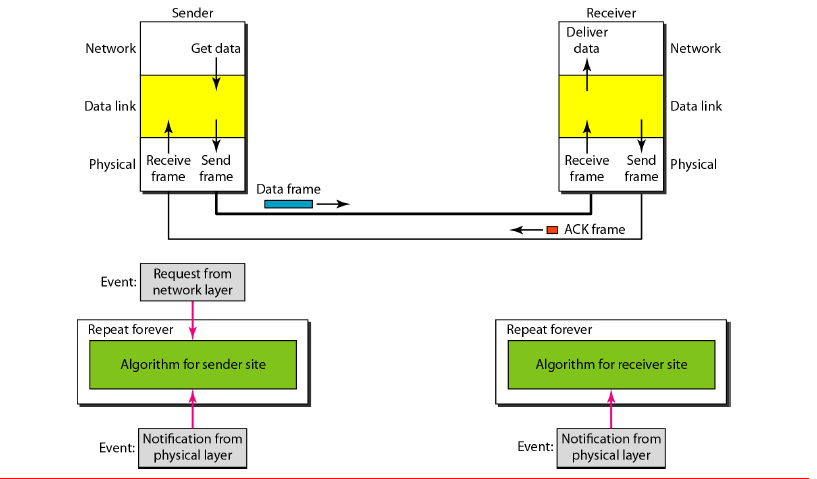 Sender
Receiver
Network
Get data
Deliver
data
Network
Data link
Data link
Physical
Receive
frame
Send
frame
Receive
frame
Send
frame
Physical
Data frame
ACK frame
Event:
Request from
network layer
Repeat forever
Algorithm for sender site
Repeat forever
Algorithm for receiver site
Event:
Notification from
physical layer
Event:
Notification from
physical layer